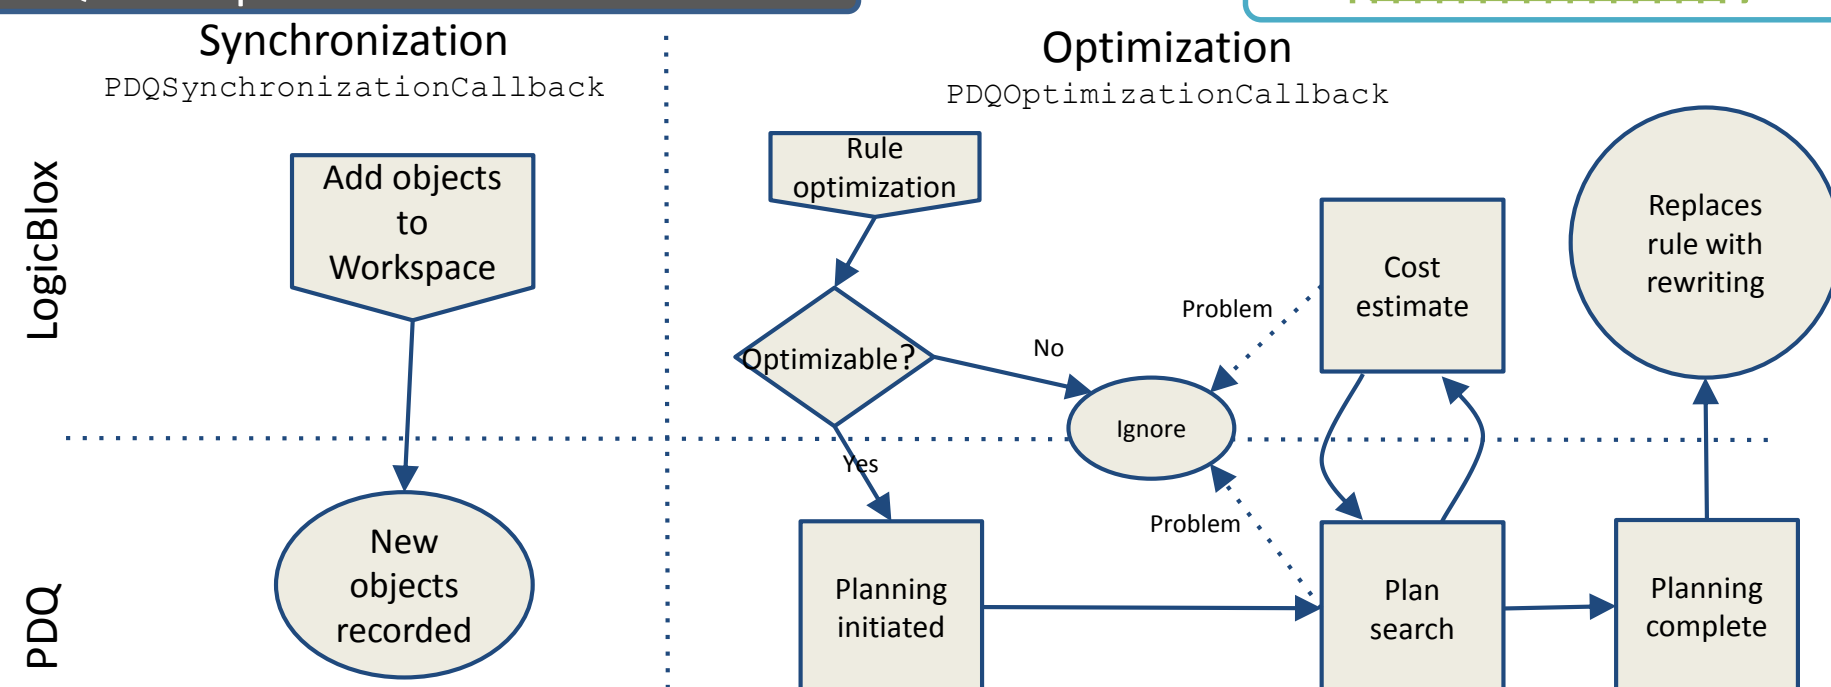 Synchronization
PDQSynchronizationCallback
Optimization
PDQOptimizationCallback
LogicBlox
PDQ
Add objects
to
Workspace
New
objects
recorded
Rule
optimization
Optimizable?
No
Yes
Ignore
Problem
Problem
Cost
estimate
Replaces
rule with
rewriting
Planning
initiated
Plan
search
Planning
complete